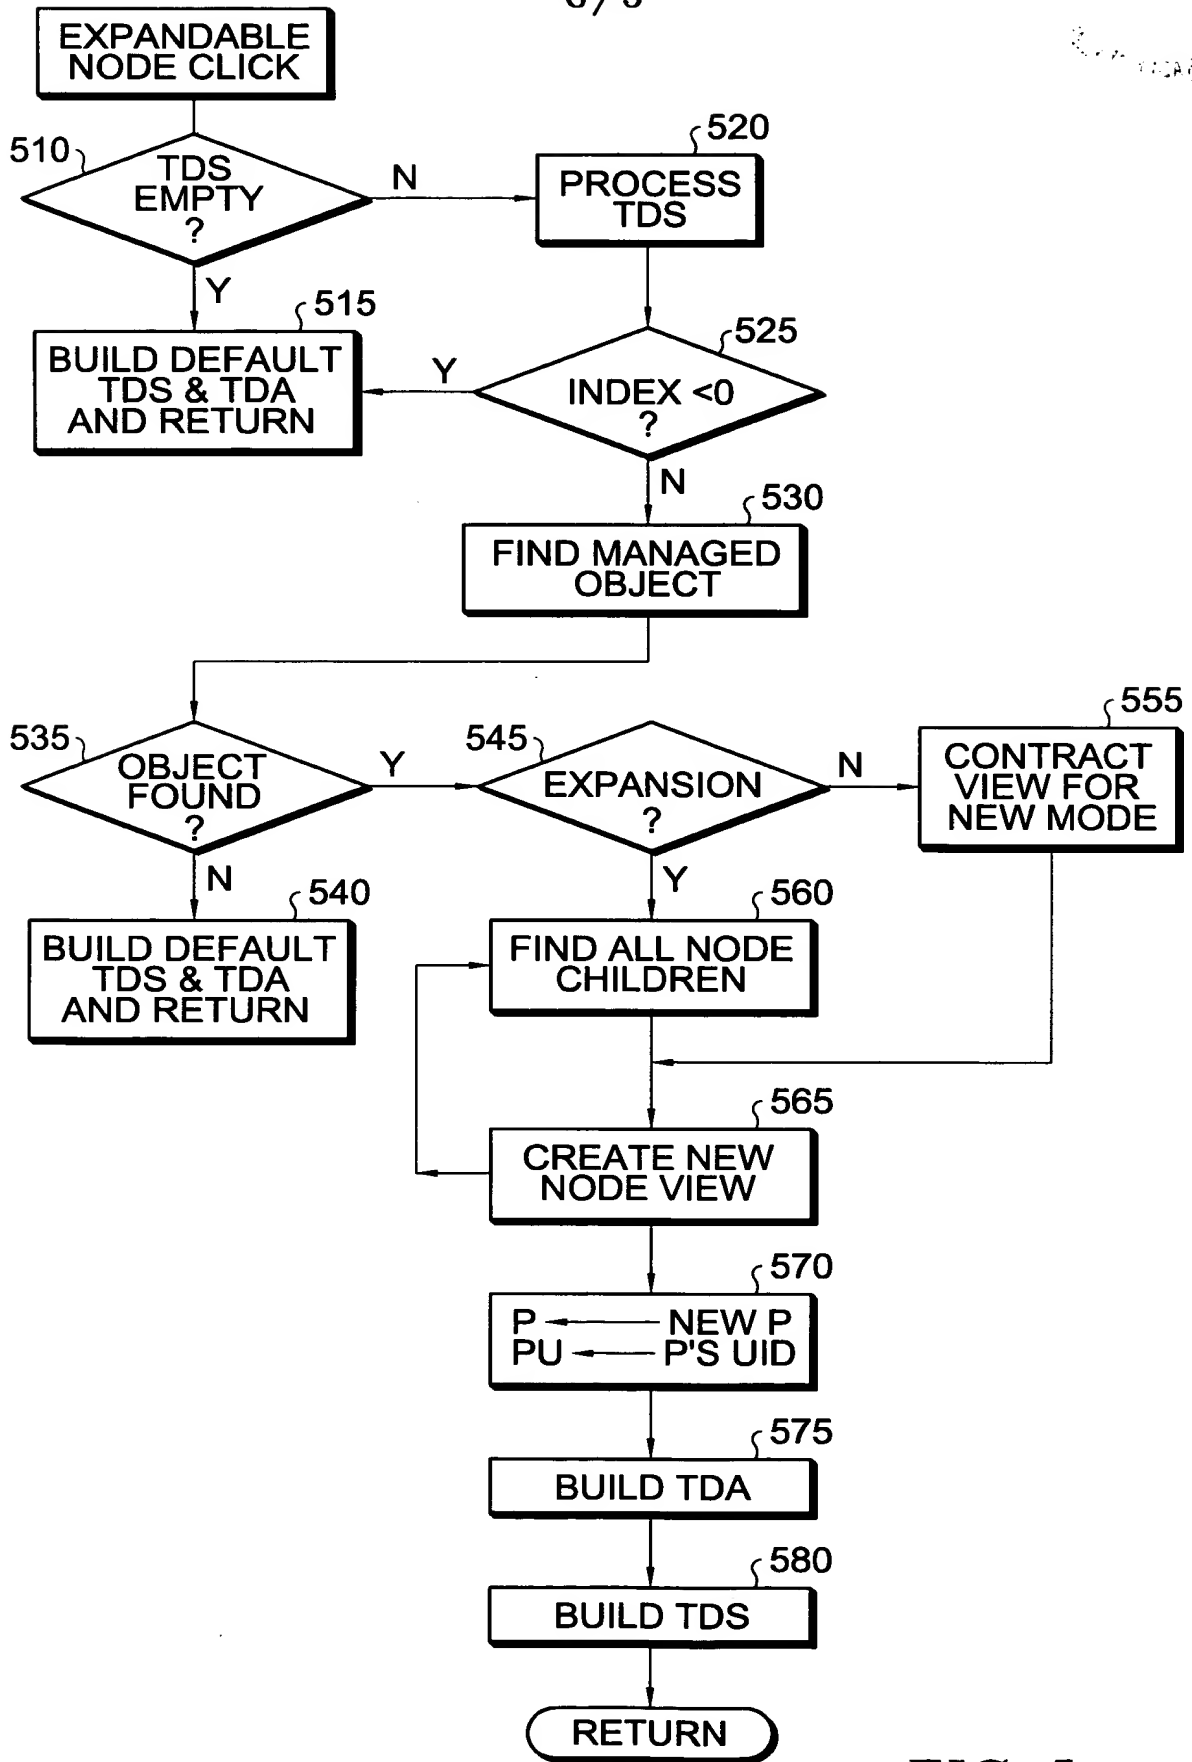 EXPANDABLE
NODE CLICK
510
TDS
EMPTY
?
N
520
PROCESS
TDS
Y
515
BUILD DEFAULT
TDS & TDA
AND RETURN
Y
525
INDEX <0
?
N
530
FIND MANAGED
OBJECT
535
OBJECT
FOUND
?
Y
545
EXPANSION
?
N
555
CONTRACT
VIEW FOR
NEW MODE
N
540
BUILD DEFAULT
TDS & TDA
AND RETURN
Y
560
FIND ALL NODE
CHILDREN
565
CREATE NEW
NODE VIEW
570
P NEW P
PU P'S UID
575
BUILD TDA
580
BUILD TDS
RETURN